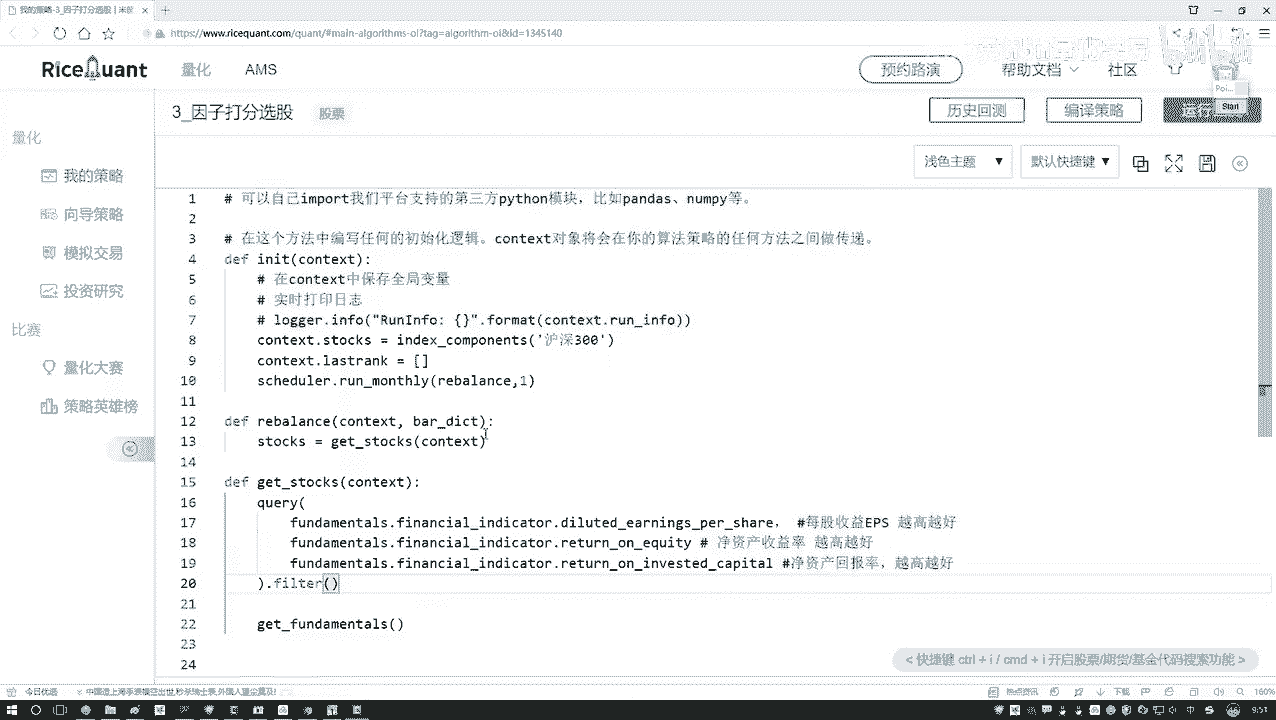 我的策略-3_因子打分选股 | 米
https://www.ricequant.com/quant/#main-algorithms-oi?tag=algorithm-oi&id=1345140
RiceQuant 量化 AMS 预约路演 帮助文档 社区
Poi...
Start
3_因子打分选股 股票 历史回测 编译策略
量化
我的策略
向导策略
模拟交易
投资研究
比赛
量化大赛
策略英雄榜
浅色主题 ▼ 默认快捷键 ▼
1 # 可以自己import我们平台支持的第三方python模块，比如pandas、numpy等。
2
3 # 在这个方法中编写任何的初始化逻辑。context对象将会在你的算法策略的任何方法之间做传递。
4 def init(context):
5 # 在context中保存全局变量
6 # 实时打印日志
7 # logger.info("RunInfo: {}".format(context.run_info))
8 context.stocks = index_components('沪深300')
9 context.lastrank = []
10 scheduler.run_monthly(rebalance,1)
11
12 def rebalance(context, bar_dict):
13 stocks = get_stocks(context)
14
15 def get_stocks(context):
16 query(
17 fundamentals.financial_indicator.diluted_earnings_per_share， #每股收益EPS 越高越好
18 fundamentals.financial_indicator.return_on_equity # 净资产收益率 越高越好
19 fundamentals.financial_indicator.return_on_invested_capital #净资产回报率，越高越好
20 ).filter()
21
22 get_fundamentals()
23
24
< 快捷键 ctrl + i / cmd + i 开启股票/期货/基金代码搜索功能 >
今日优选
热点资讯 下载 160%
中 9:51